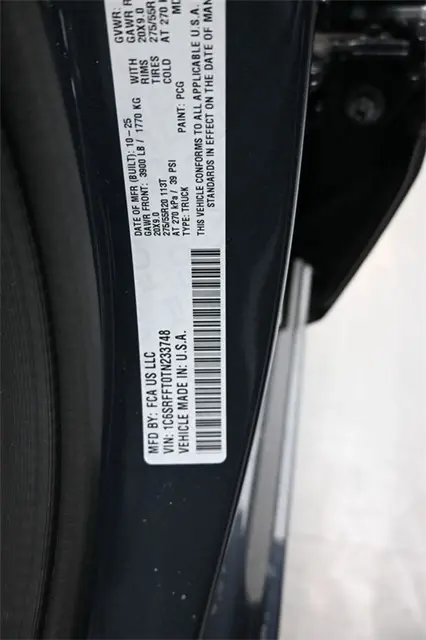 MFD BY: FCA US LLC
VIN: 1C6SRFFT0TN233748
VEHICLE MADE IN: U.S.A.
DATE OF MFR (BUILT): 10-25
GAWR FRONT: 3900 LB / 1770 KG
20X9.0
275/55R20 113T
AT 270 kPa / 39 PSI
TYPE: TRUCK
WITH
RIMS
TIRES
COLD
PAINT: PCG
GVWR:
GAWR R
20X9.0
275/55R
AT 270 k
THIS VEHICLE CONFORMS TO ALL APPLICABLE U.S.A.
STANDARDS IN EFFECT ON THE DATE OF MAN